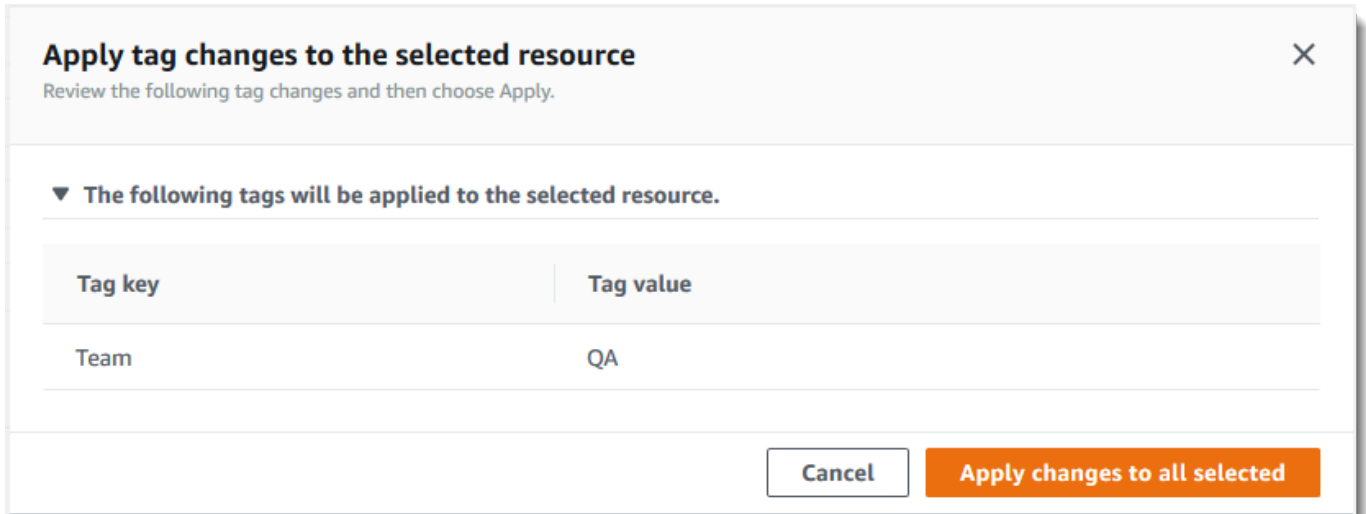 Apply tag changes to the selected resource
Review the following tag changes and then choose Apply.
The following tags will be applied to the selected resource.
Tag key Tag value
Team QA
Cancel Apply changes to all selected